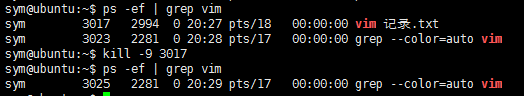 sym@ubuntu:~$ ps -ef | grep vim
sym 3017 2994 0 20:27 pts/18 00:00:00 vim 记录.txt
sym 3023 2281 0 20:28 pts/17 00:00:00 grep --color=auto vim
sym@ubuntu:~$ kill -9 3017
sym@ubuntu:~$ ps -ef | grep vim
sym 3025 2281 0 20:29 pts/17 00:00:00 grep --color=auto vim
sym@ubuntu:~$